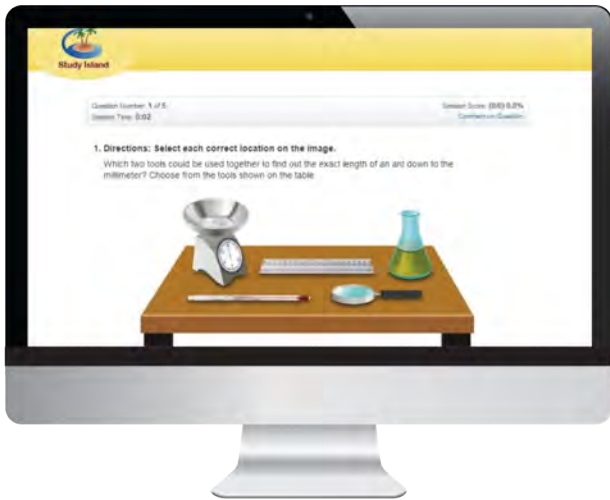 Study Island
Question Number: 1 of 5
Session Score: (0/0) 0.0%
Session Time: 0:02
Comment on Question
1. Directions: Select each correct location on the image.
Which two tools could be used together to find out the exact length of an ant down to the
millimeter? Choose from the tools shown on the table.